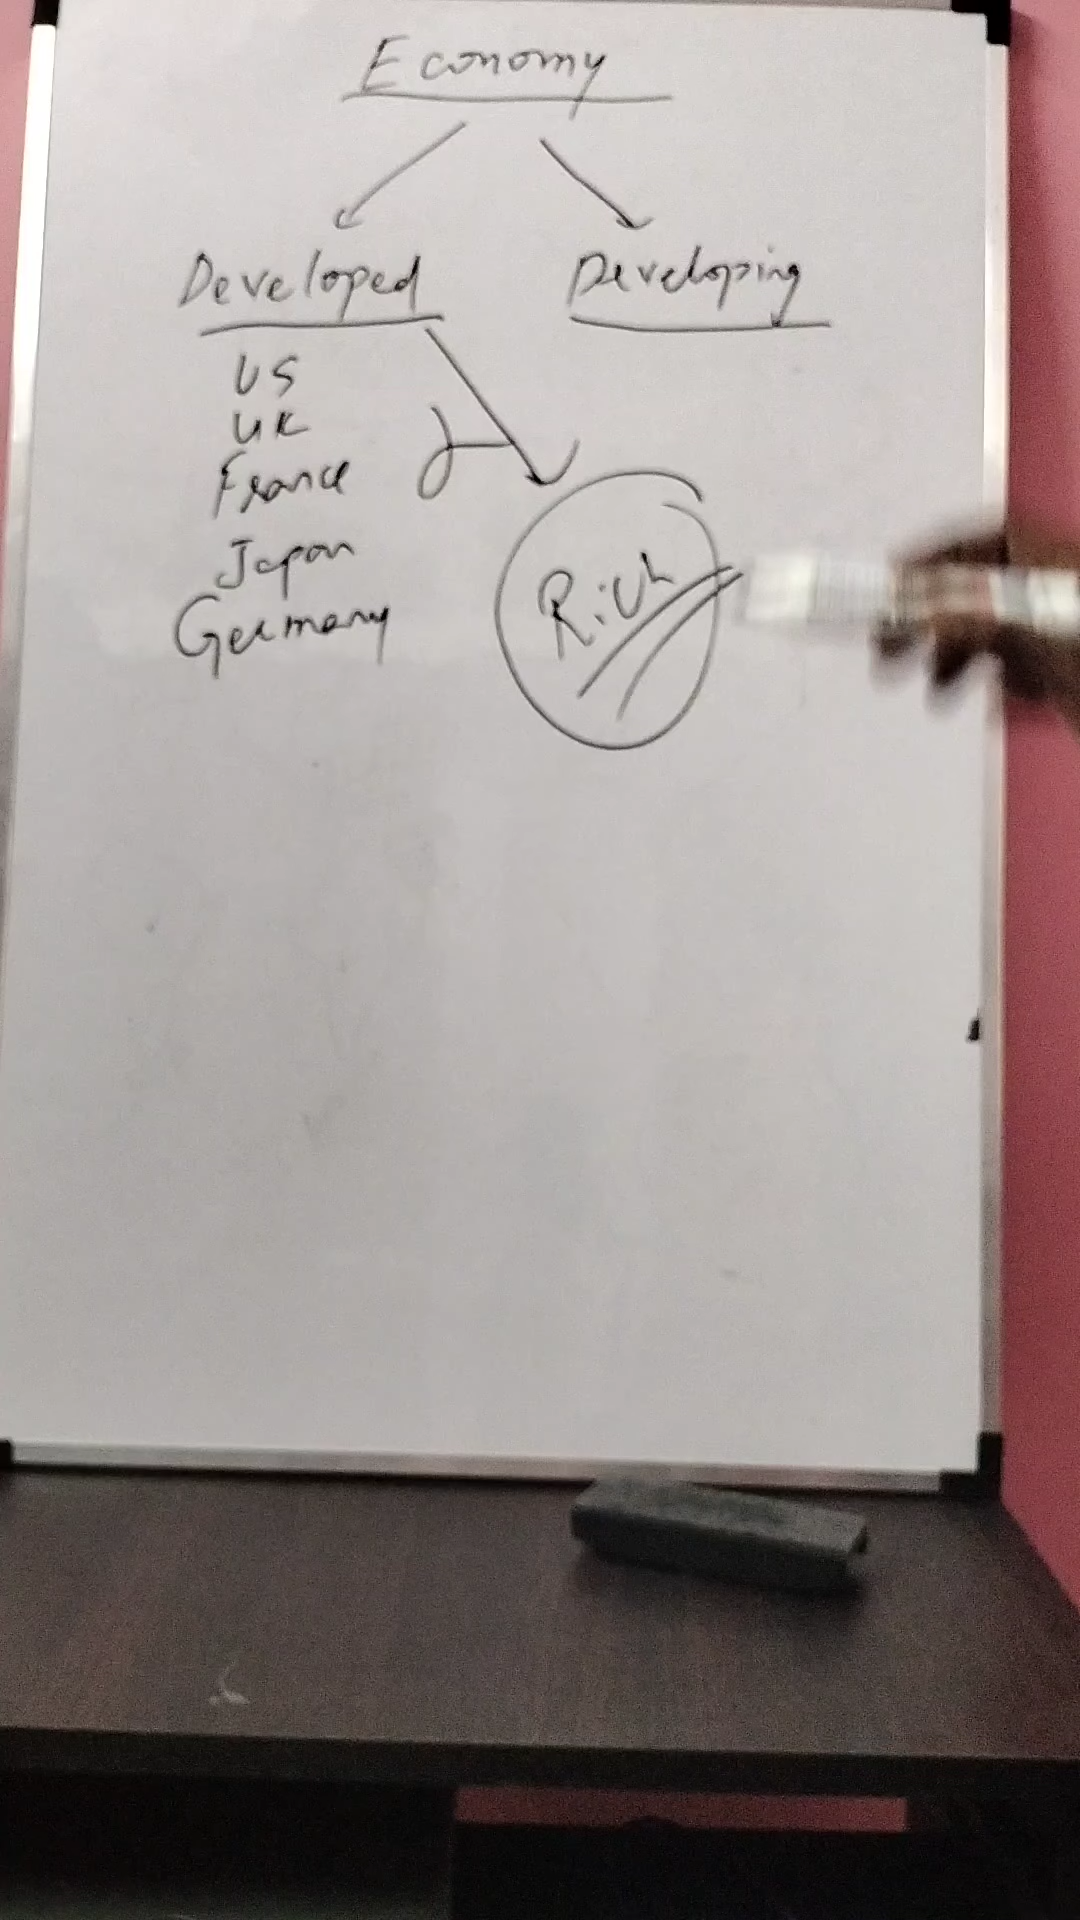 Economy
Developed
Developing
US
UK
France
Japan
Germany
Rich